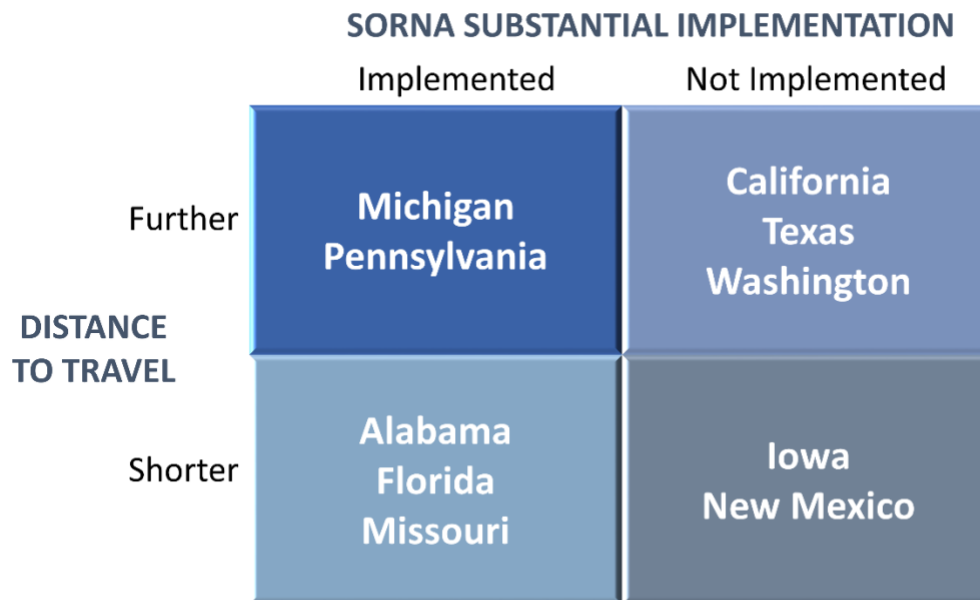 SORNA SUBSTANTIAL IMPLEMENTATION
Implemented
Not Implemented
Further
Michigan
Pennsylvania
California
Texas
Washington
DISTANCE
TO TRAVEL
Shorter
Alabama
Florida
Missouri
Iowa
New Mexico